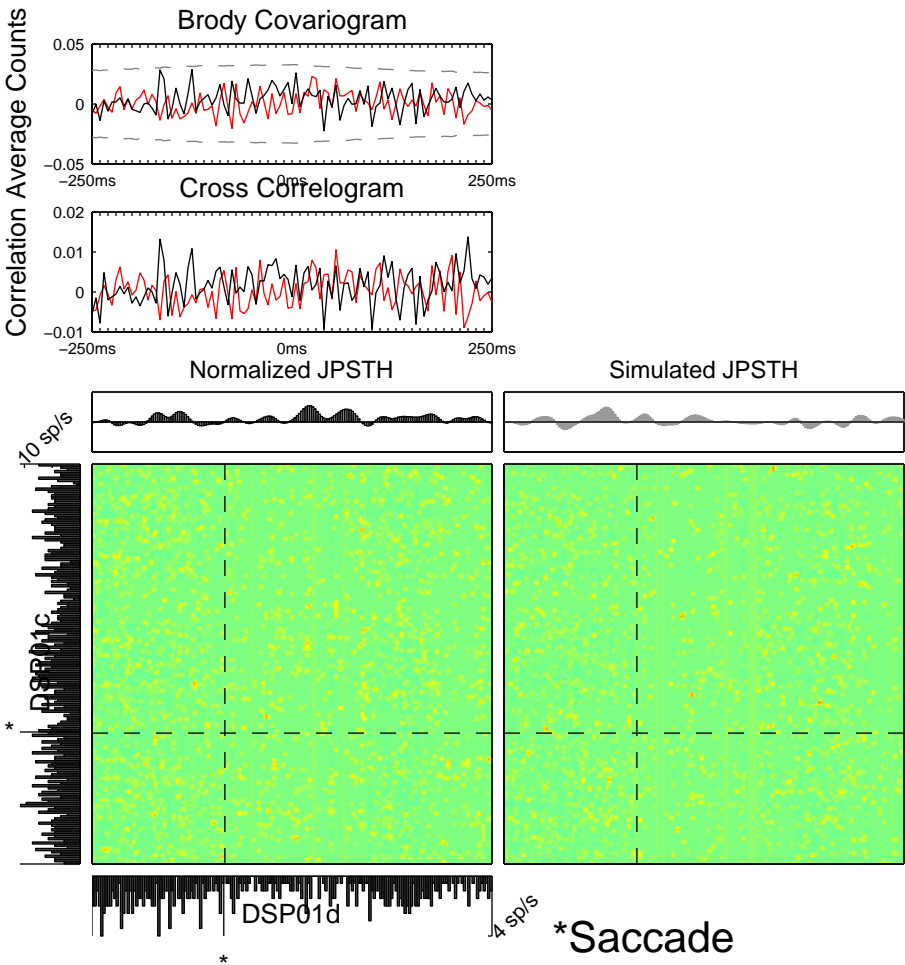 Brody Covariogram
Correlation Average Counts
0.05
0
−0.05
−250ms
0ms
250ms
Cross Correlogram
0.02
0.01
0
−0.01
−250ms
0ms
250ms
Normalized JPSTH
Simulated JPSTH
10 sp/s
DSP01c
*
DSP01d
4 sp/s
*
*Saccade